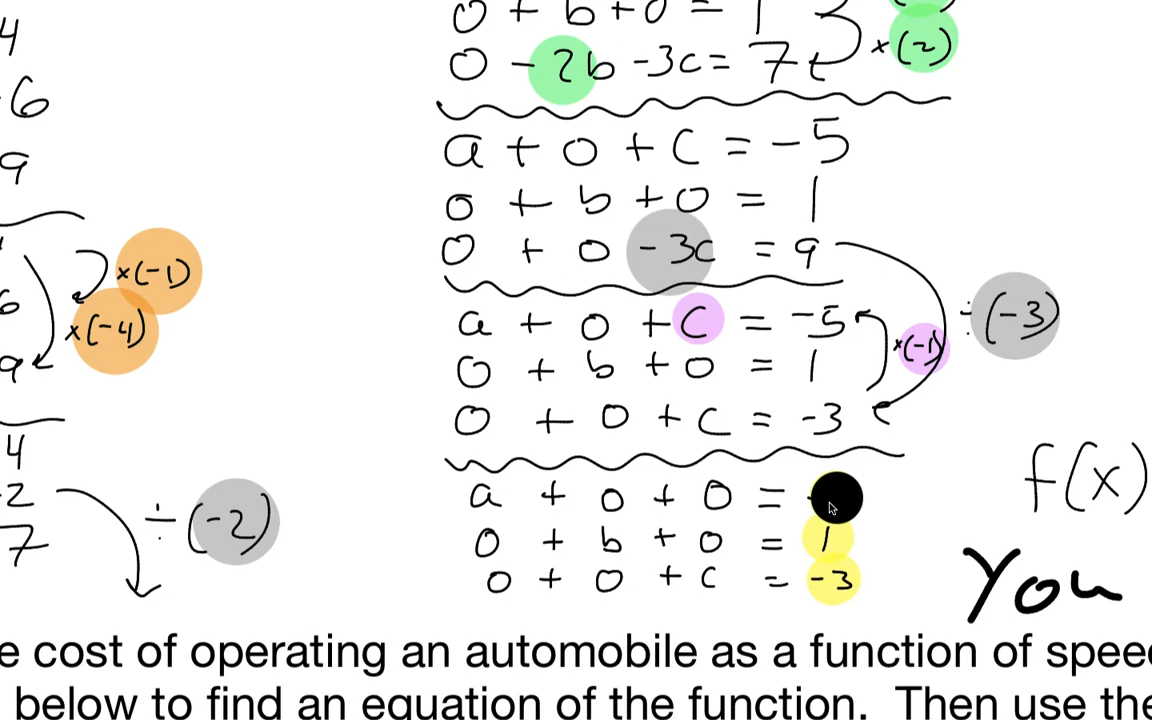 4
6
9
×(-1)
6
×(-4)
9
4
-2
÷(-2)
7
0 + b + 0 = 1
0 - 2b - 3c = 7
×(2)
a + 0 + c = -5
0 + b + 0 = 1
0 + 0 - 3c = 9
÷(-3)
a + 0 + c = -5
×(-1)
0 + b + 0 = 1
0 + 0 + c = -3
a + 0 + 0 =
0 + b + 0 = 1
0 + 0 + c = -3
f(x)
You
e cost of operating an automobile as a function of spee
below to find an equation of the function. Then use the